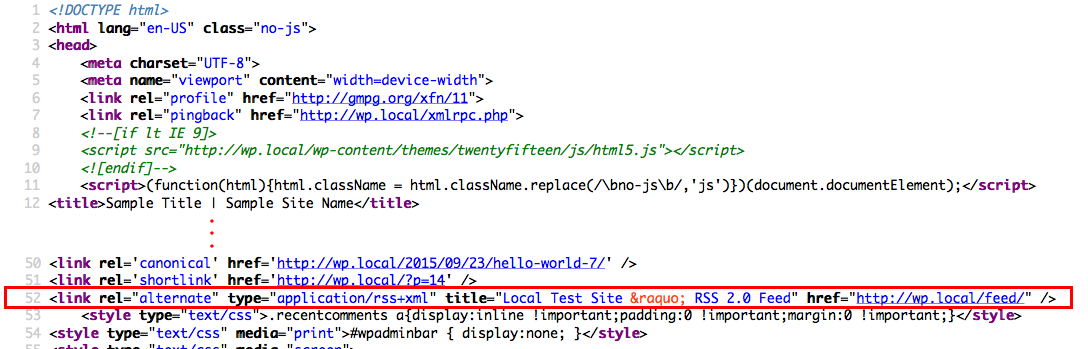 1 <!DOCTYPE html>
2 <html lang="en-US" class="no-js">
3 <head>
4 <meta charset="UTF-8">
5 <meta name="viewport" content="width=device-width">
6 <link rel="profile" href="http://gmpg.org/xfn/11">
7 <link rel="pingback" href="http://wp.local/xmlrpc.php">
8 <!--[if lt IE 9]>
9 <script src="http://wp.local/wp-content/themes/twentyfifteen/js/html5.js"></script>
10 <![endif]-->
11 <script>(function(html){html.className = html.className.replace(/\bno-js\b/,'js')})(document.documentElement);</script>
12 <title>Sample Title | Sample Site Name</title>
50 <link rel='canonical' href='http://wp.local/2015/09/23/hello-world-7/' />
51 <link rel='shortlink' href='http://wp.local/?p=14' />
52 <link rel="alternate" type="application/rss+xml" title="Local Test Site &raquo; RSS 2.0 Feed" href="http://wp.local/feed/" />
53 <style type="text/css">.recentcomments a{display:inline !important;padding:0 !important;margin:0 !important;}</style>
54 <style type="text/css" media="print">#wpadminbar { display:none; }</style>
55 <style type="text/css" media="screen">